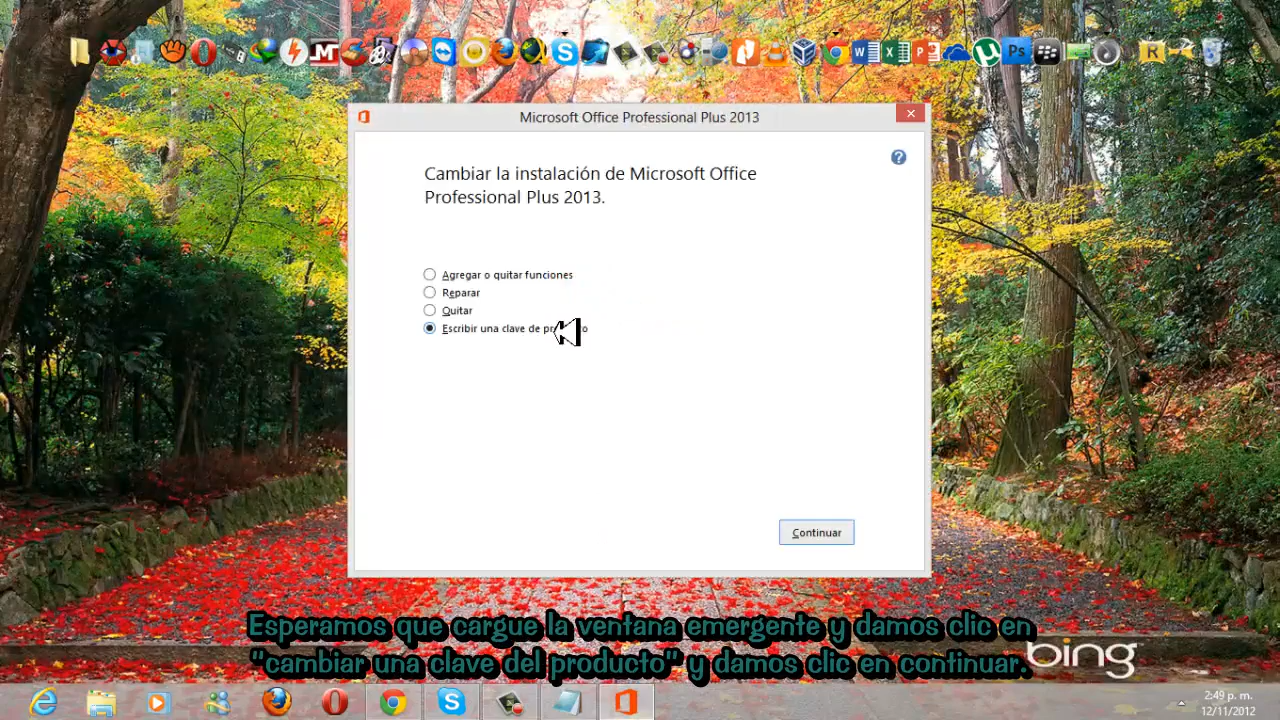 Microsoft Office Professional Plus 2013
Cambiar la instalación de Microsoft Office
Professional Plus 2013.
Agregar o quitar funciones
Reparar
Quitar
Escribir una clave de
Continuar
Esperamos que cargue la ventana emergente y damos clic en
"cambiar una clave del producto" y damos clic en continuar.
bing
2:49 p. m.
12/11/2012